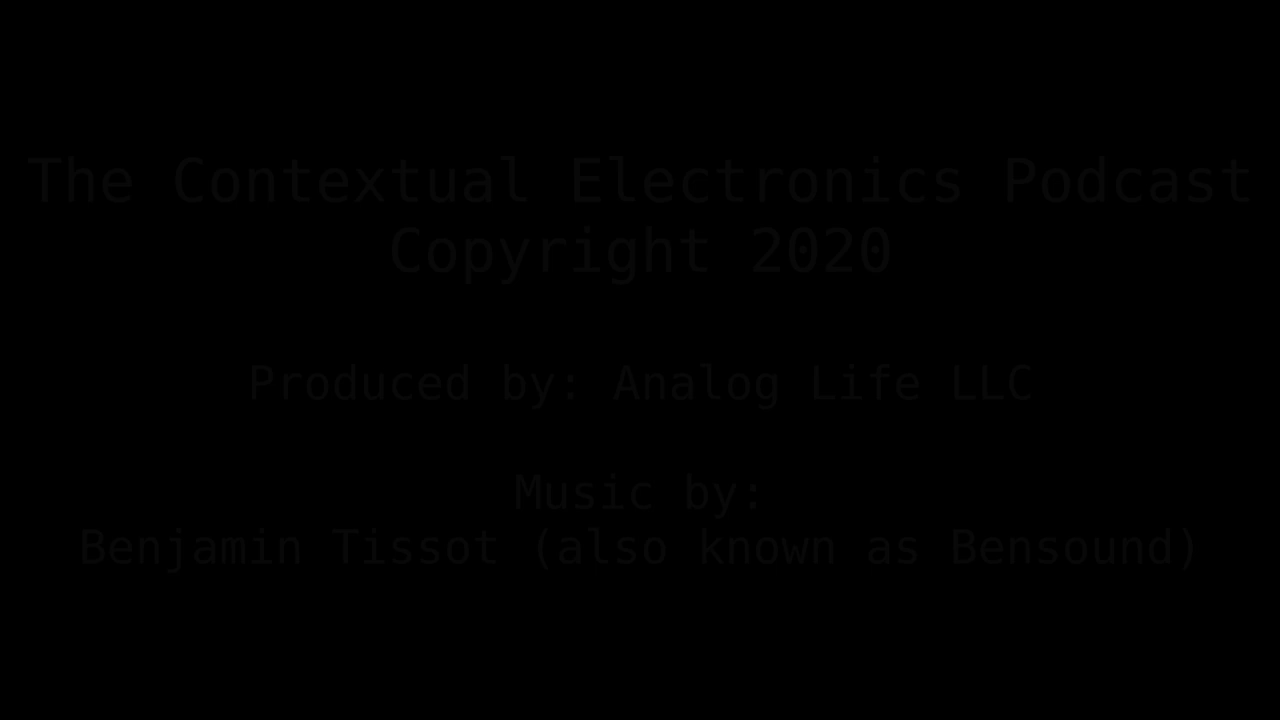 The Contextual Electronics Podcast
Copyright 2020
Produced by: Analog Life LLC
Music by:
Benjamin Tissot (also known as Bensound)